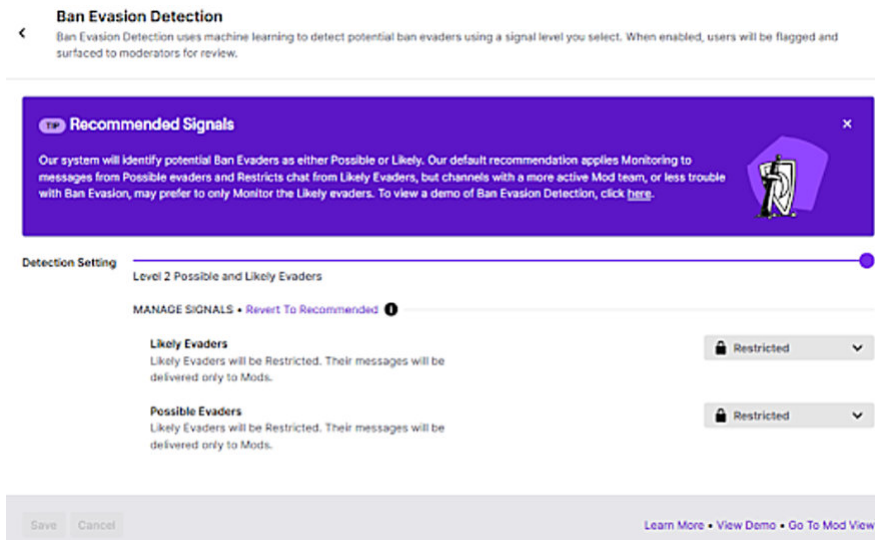 Ban Evasion Detection
Ban Evasion Detection uses machine learning to detect potential ban evaders using a signal level you select. When enabled, users will be flagged and
surfaced to moderators for review.
TIP Recommended Signals
Our system will identify potential Ban Evaders as either Possible or Likely. Our default recommendation applies Monitoring to
messages from Possible evaders and Restricts chat from Likely Evaders, but channels with a more active Mod team, or less trouble
with Ban Evasion, may prefer to only Monitor the Likely evaders. To view a demo of Ban Evasion Detection, click here.
Detection Setting
Level 2 Possible and Likely Evaders
MANAGE SIGNALS • Revert To Recommended
Likely Evaders
Likely Evaders will be Restricted. Their messages will be
delivered only to Mods.
Restricted
Possible Evaders
Likely Evaders will be Restricted. Their messages will be
delivered only to Mods.
Restricted
Save Cancel
Learn More • View Demo • Go To Mod View